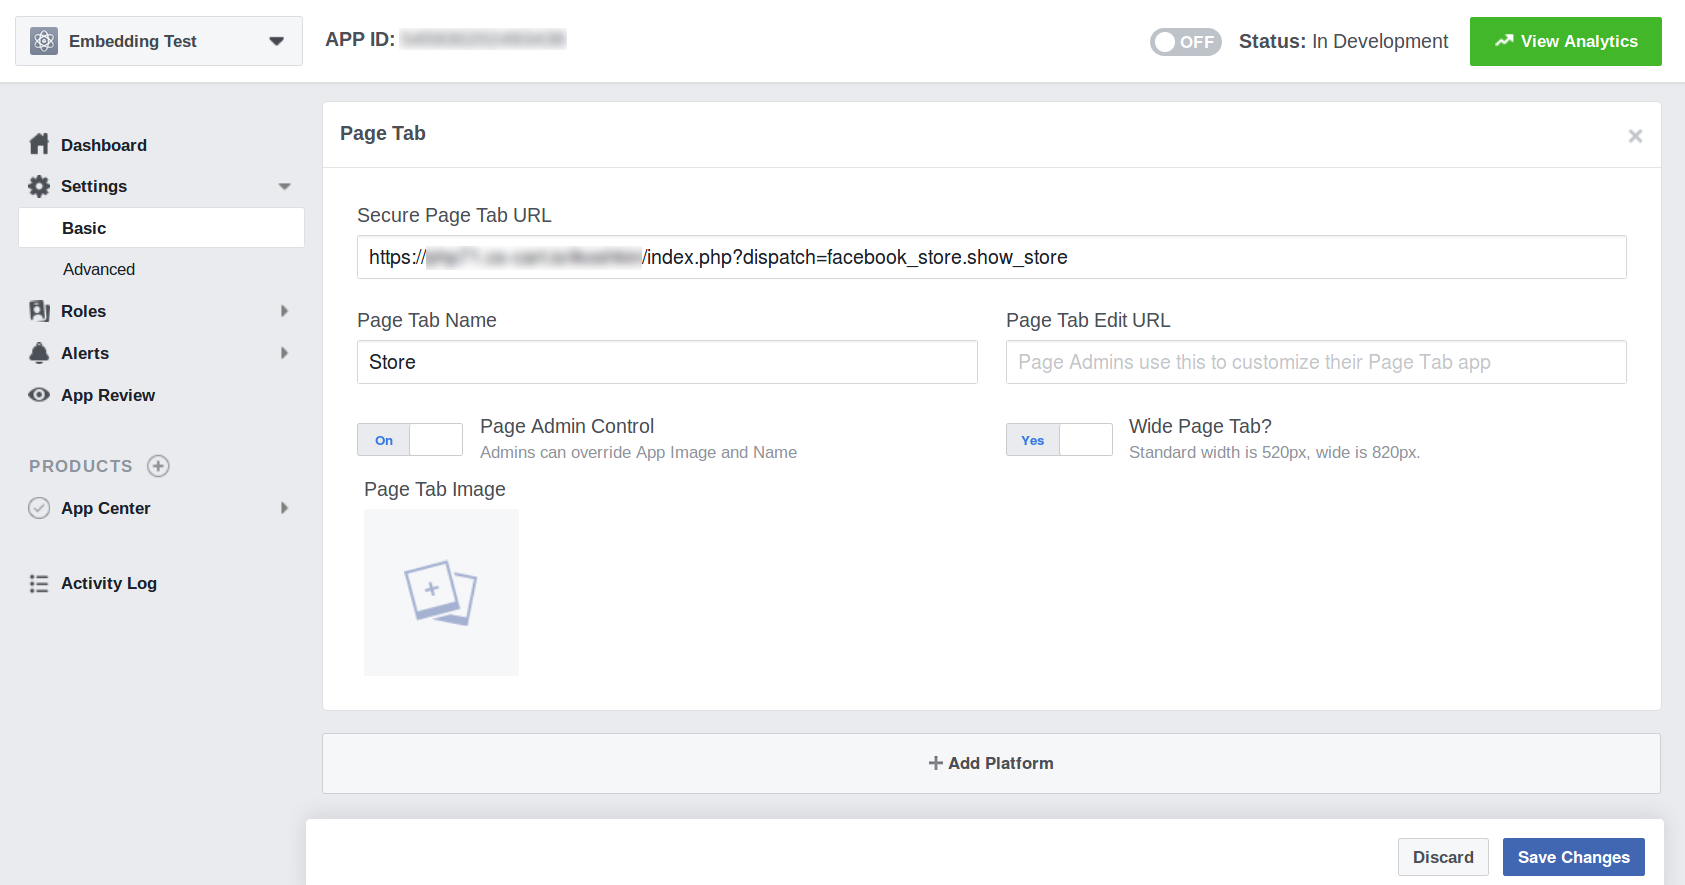 Embedding Test
APP ID:
OFF
Status: In Development
View Analytics
Dashboard
Settings
Basic
Advanced
Roles
Alerts
App Review
PRODUCTS
App Center
Activity Log
Page Tab
Secure Page Tab URL
https:// /index.php?dispatch=facebook_store.show_store
Page Tab Name
Page Tab Edit URL
Store
Page Admins use this to customize their Page Tab app
On
Page Admin Control
Admins can override App Image and Name
Yes
Wide Page Tab?
Standard width is 520px, wide is 820px.
Page Tab Image
Add Platform
Discard
Save Changes